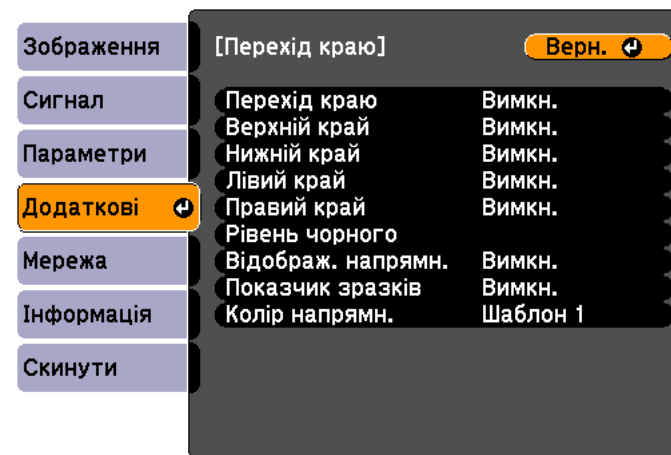 Зображення
Сигнал
Параметри
Додаткові
Мережа
Інформація
Скинути
[Перехід краю] Верн.
Перехід краю Вимкн.
Верхній край Вимкн.
Нижній край Вимкн.
Лівий край Вимкн.
Правий край Вимкн.
Рівень чорного
Відображ. напрямн. Вимкн.
Показчик зразків Вимкн.
Колір напрямн. Шаблон 1